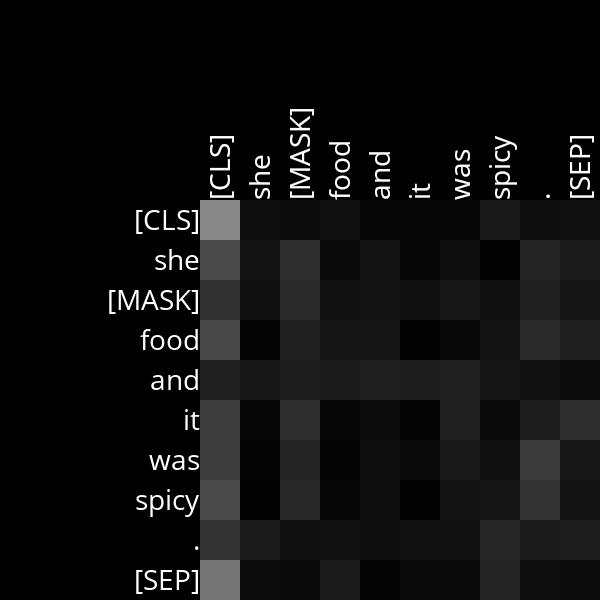 [CLS] she [MASK] food and it was spicy . [SEP]
[CLS]
she
[MASK]
food
and
it
was
spicy
.
[SEP]